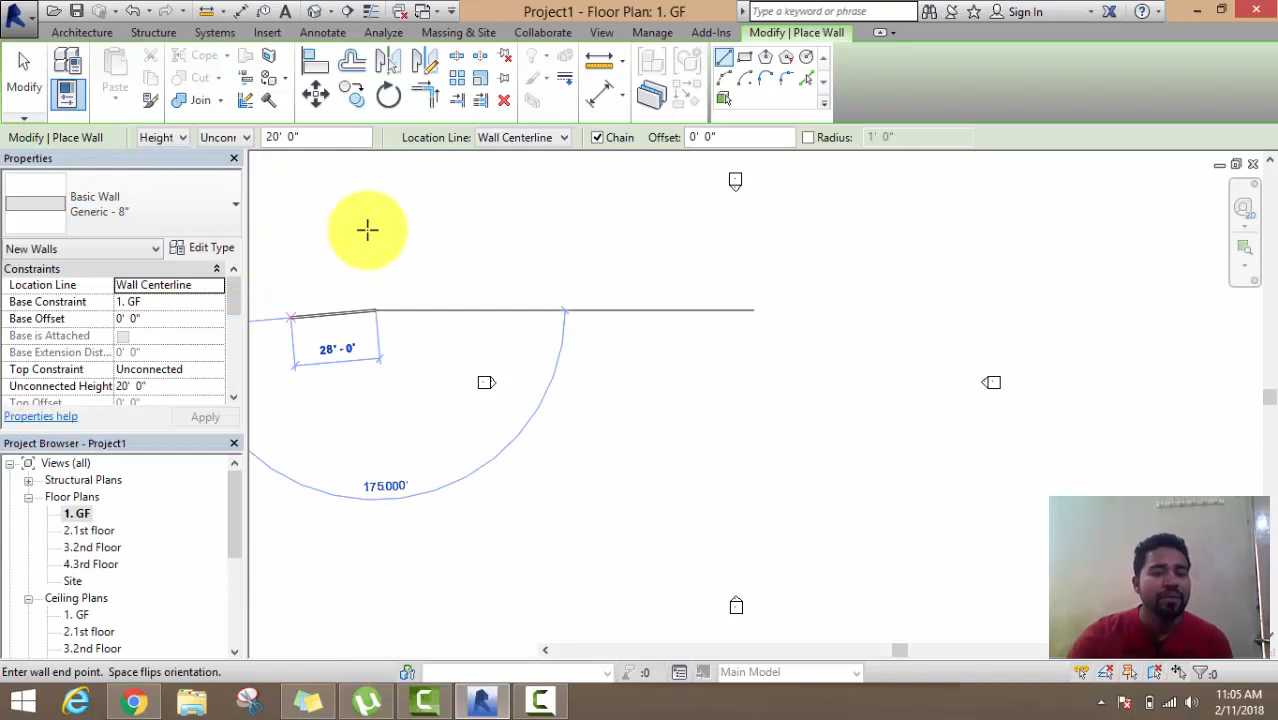 Project1 - Floor Plan: 1. GF
Type a keyword or phrase
Sign In
Architecture Structure Systems Insert Annotate Analyze Massing & Site Collaborate View Manage Add-Ins Modify | Place Wall
Modify
Paste
Cope
Cut
Join
Modify | Place Wall
Height
Unconr
20' 0"
Location Line: Wall Centerline
Chain
Offset: 0' 0"
Radius: 1' 0"
Properties
Basic Wall
Generic - 8"
New Walls
Edit Type
Constraints
Location Line Wall Centerline
Base Constraint 1. GF
Base Offset 0' 0"
Base is Attached
Base Extension Dist...
Top Constraint Unconnected
Unconnected Height 20' 0"
Top Offset 0' 0"
Properties help
Apply
Project Browser - Project1
Views (all)
Structural Plans
Floor Plans
1. GF
2.1st floor
3.2nd floor
4.3rd Floor
Site
Ceiling Plans
1. GF
2.1st floor
3.2nd floor
28' - 0"
175.000°
2D
Enter wall end point. Space flips orientation.
:0
Main Model
:0
11:05 AM
2/11/2018